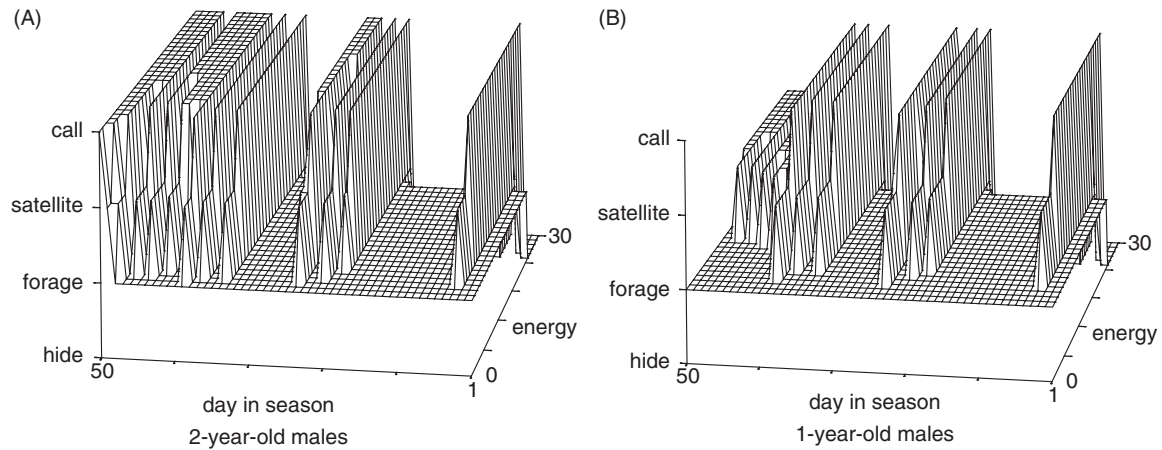 (A)
call
satellite
forage
hide
50
1
0
30
energy
day in season
2-year-old males
(B)
call
satellite
forage
hide
50
1
0
30
energy
day in season
1-year-old males